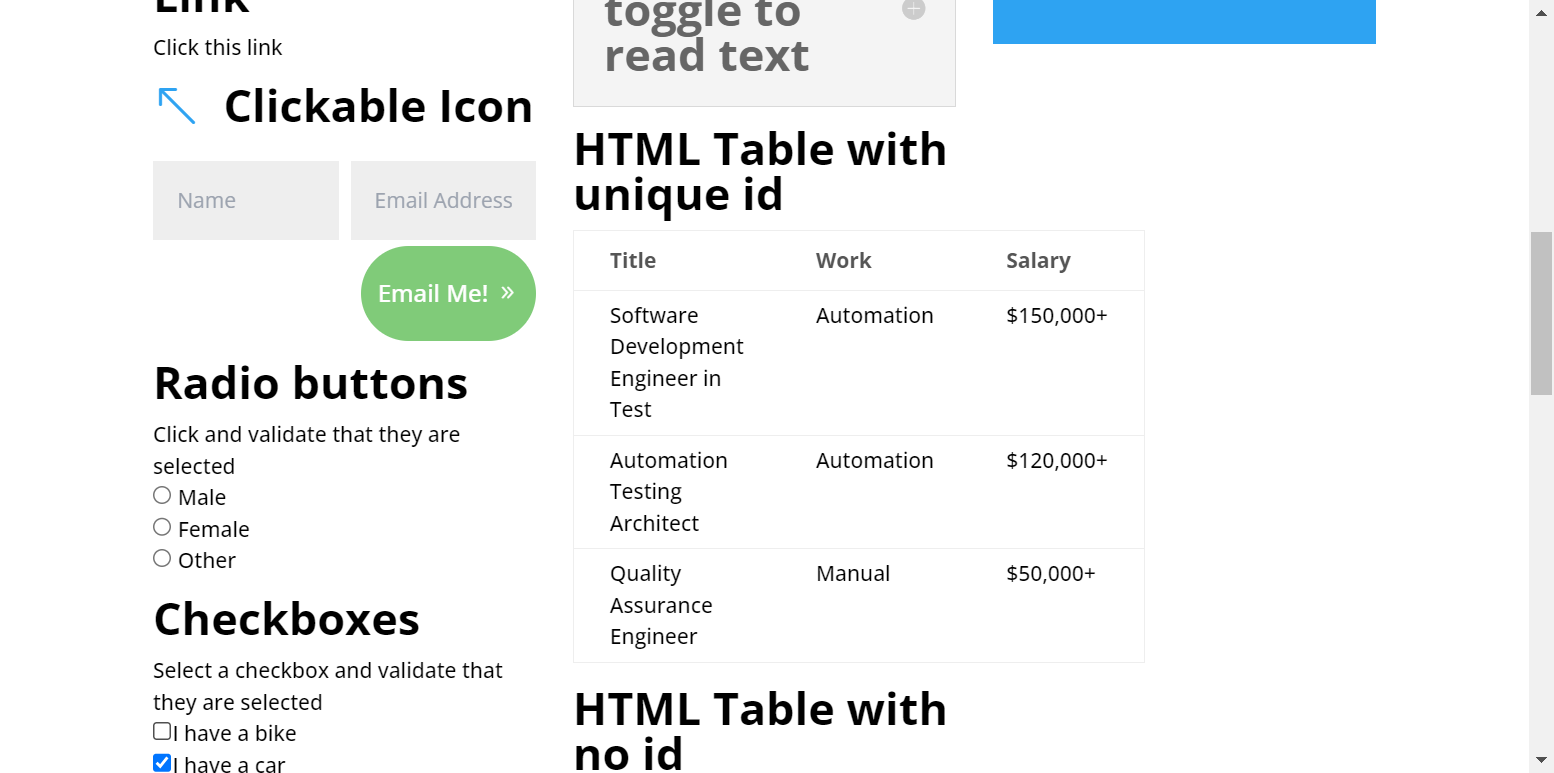 Link
Click this link
Clickable Icon
Name
Email Address
Email Me!
Radio buttons
Click and validate that they are
selected
Male
Female
Other
Checkboxes
Select a checkbox and validate that
they are selected
I have a bike
I have a car
toggle to
read text
HTML Table with
unique id
Title Work Salary
Software Automation $150,000+
Development
Engineer in
Test
Automation Automation $120,000+
Testing
Architect
Quality Manual $50,000+
Assurance
Engineer
HTML Table with
no id